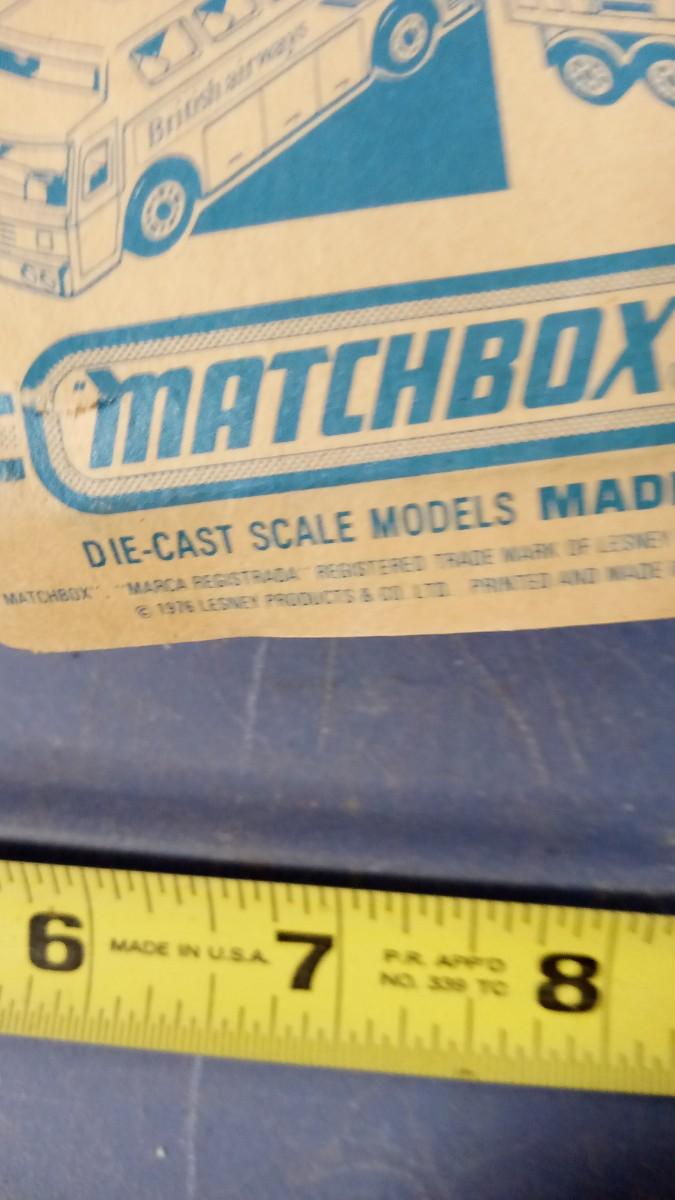 British airways
66
"MATCHBOX
DIE-CAST SCALE MODELS MADE
MATCHBOX" . "MARCA REGISTRADA" REGISTERED TRADE MARK OF LESNEY
© 1976 LESNEY PRODUCTS & CO. LTD. PRINTED AND MADE
6 MADE IN U.S.A. 7 P.R. APP'D 8
NO. 339 TC